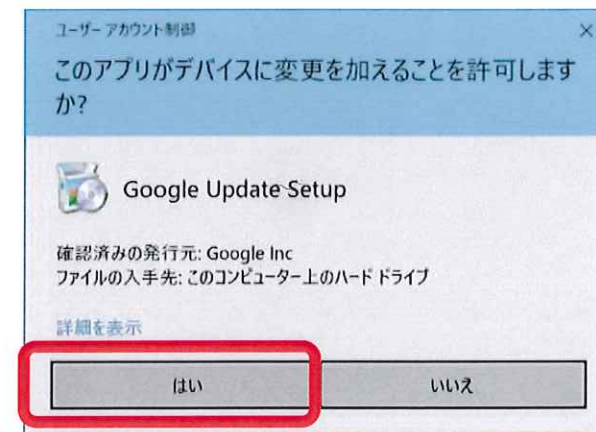 ユーザー アカウント制御
×
このアプリがデバイスに変更を加えることを許可します
か?
Google Update Setup
確認済みの発行元: Google Inc
ファイルの入手先: このコンピューター上のハード ドライブ
詳細を表示
はい
いいえ